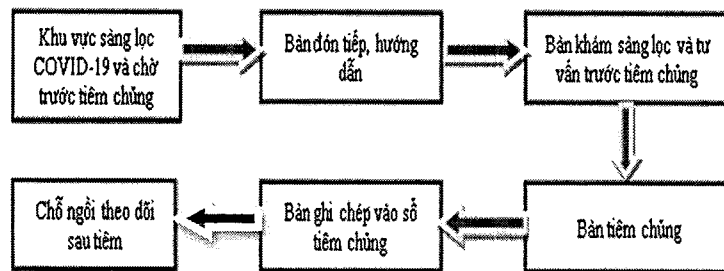 Khu vực sàng lọc
COVID-19 và chờ
trước tiêm chủng
Bàn đón tiếp, hướng
dẫn
Bàn khám sàng lọc và tư
vấn trước tiêm chủng
Chỗ ngồi theo dõi
sau tiêm
Bàn ghi chép vào sổ
tiêm chủng
Bàn tiêm chủng